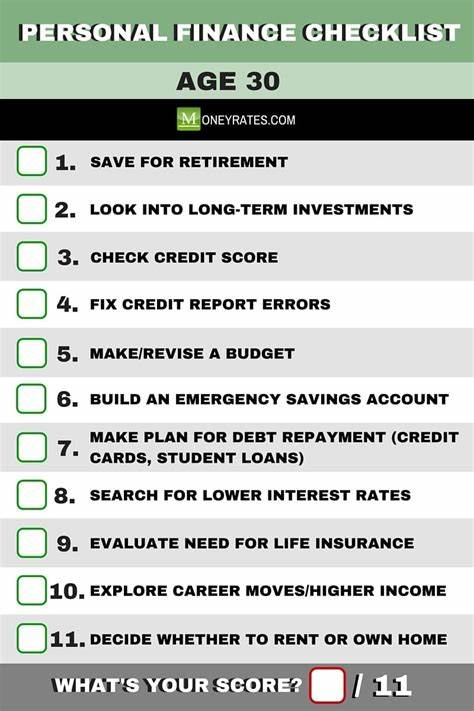 PERSONAL FINANCE CHECKLIST
AGE 30
MONEYRATES.COM
1. SAVE FOR RETIREMENT
2. LOOK INTO LONG-TERM INVESTMENTS
3. CHECK CREDIT SCORE
4. FIX CREDIT REPORT ERRORS
5. MAKE/REVISE A BUDGET
6. BUILD AN EMERGENCY SAVINGS ACCOUNT
7. MAKE PLAN FOR DEBT REPAYMENT (CREDIT
CARDS, STUDENT LOANS)
8. SEARCH FOR LOWER INTEREST RATES
9. EVALUATE NEED FOR LIFE INSURANCE
10. EXPLORE CAREER MOVES/HIGHER INCOME
11. DECIDE WHETHER TO RENT OR OWN HOME
WHAT'S YOUR SCORE? / 11